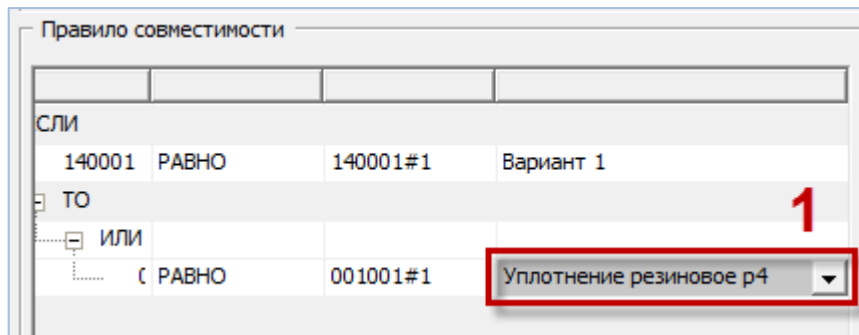 Правило совместимости
СЛИ
140001 РАВНО 140001#1 Вариант 1
ТО
1
ИЛИ
РАВНО 001001#1 Уплотнение резиновое р4